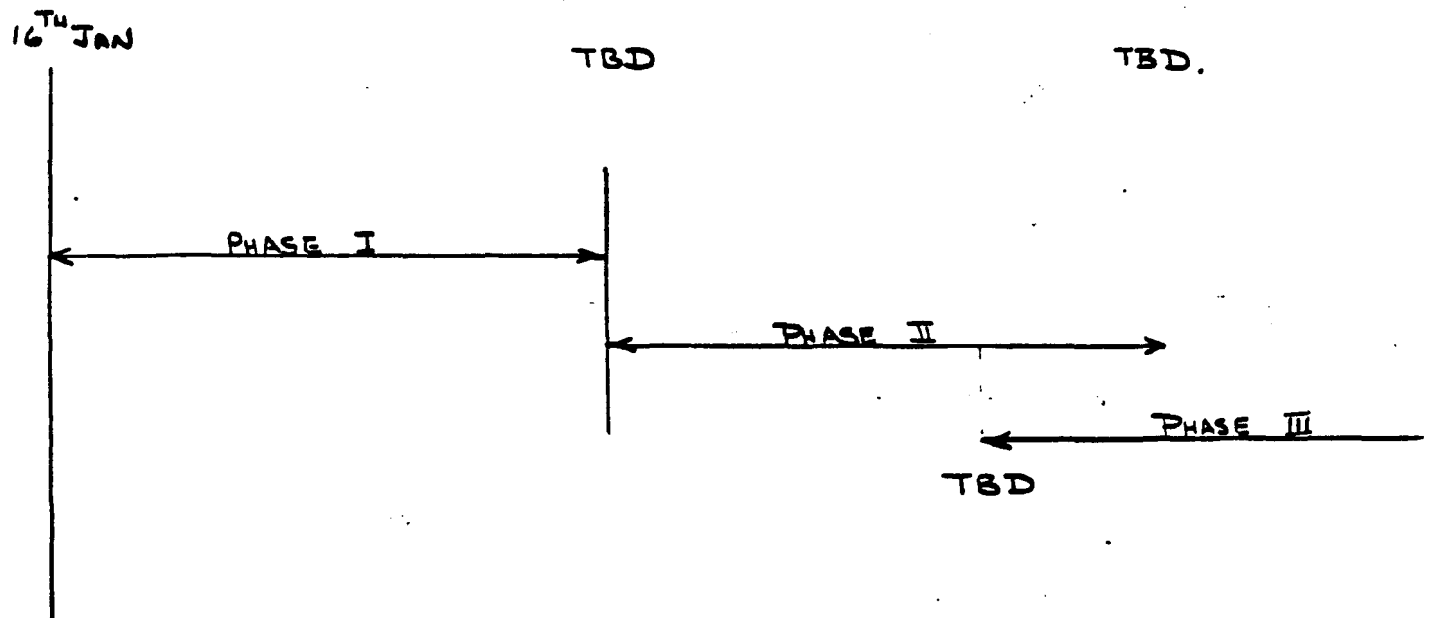 16TH JAN
TBD
TBD.
PHASE I
PHASE II
PHASE III
TBD